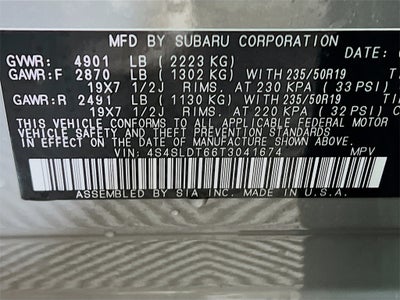 MFD BY SUBARU CORPORATION
GVWR: 4901 LB (2223 KG) DATE:
GAWR:F 2870 LB (1302 KG) WITH 235/50R19
19X7 1/2J RIMS. AT 230 KPA (33 PSI)
GAWR:R 2491 LB (1130 KG) WITH 235/50R19
19X7 1/2J RIMS. AT 220 KPA (32 PSI)
THIS VEHICLE CONFORMS TO ALL APPLICABLE FEDERAL MOTOR
VEHICLE SAFETY AND THEFT PREVENTION STANDARDS IN
EFFECT ON THE DATE OF MANUFACTURE SHOWN ABOVE.
VIN: 4S4SLDT66T3041674 MPV
ASSEMBLED BY SIA INC. MADE IN U.S.A.